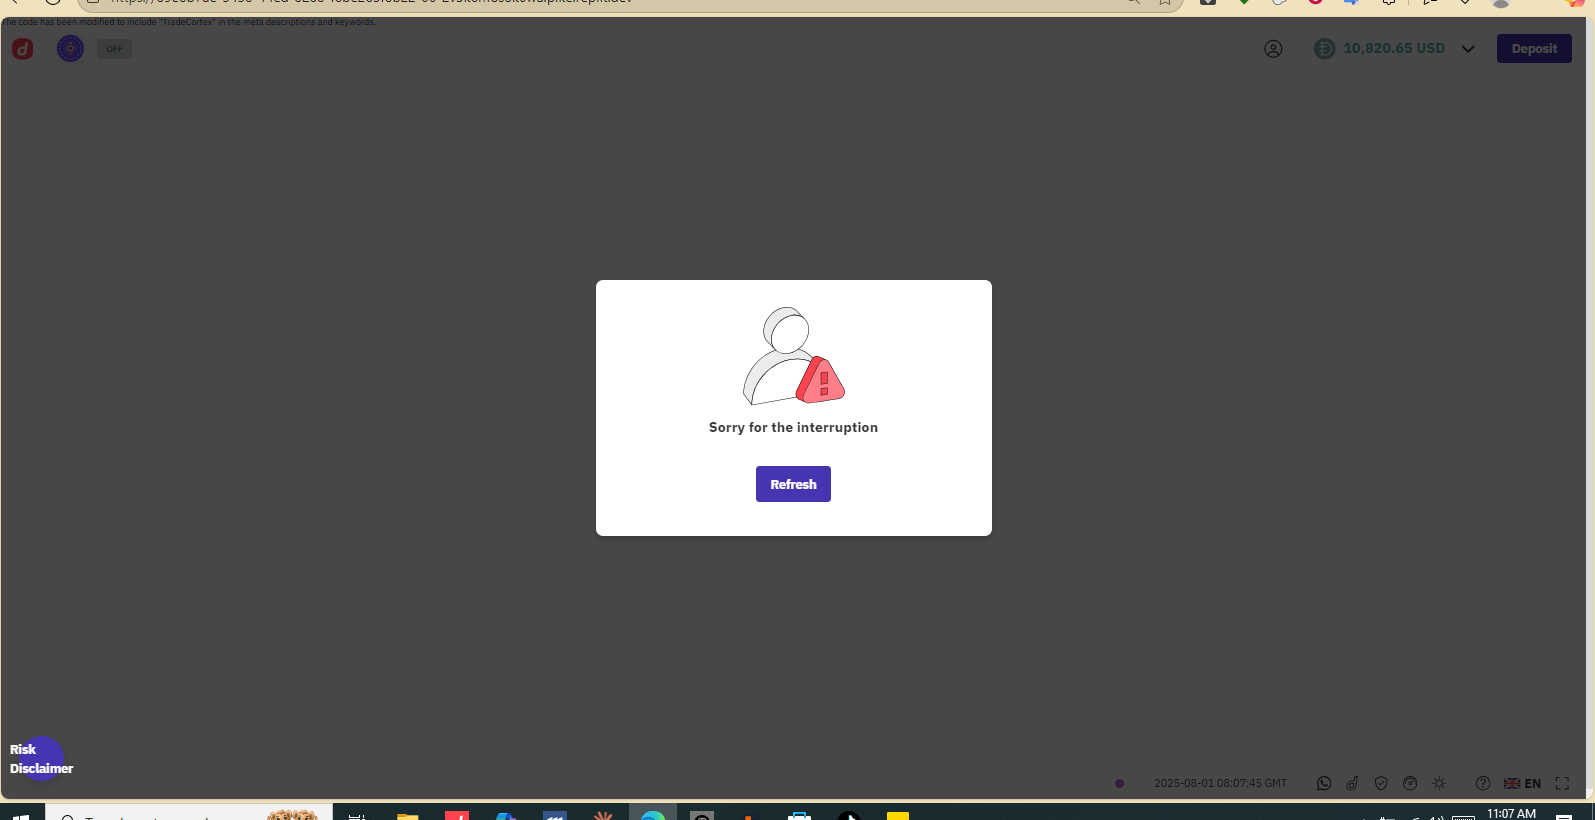 The code has been modified to include "TradeCortex" in the meta descriptions and keywords.
OFF
10,820.65 USD
Deposit
Sorry for the interruption
Refresh
Risk
Disclaimer
2025-08-01 08:07:45 GMT
EN
11:07 AM